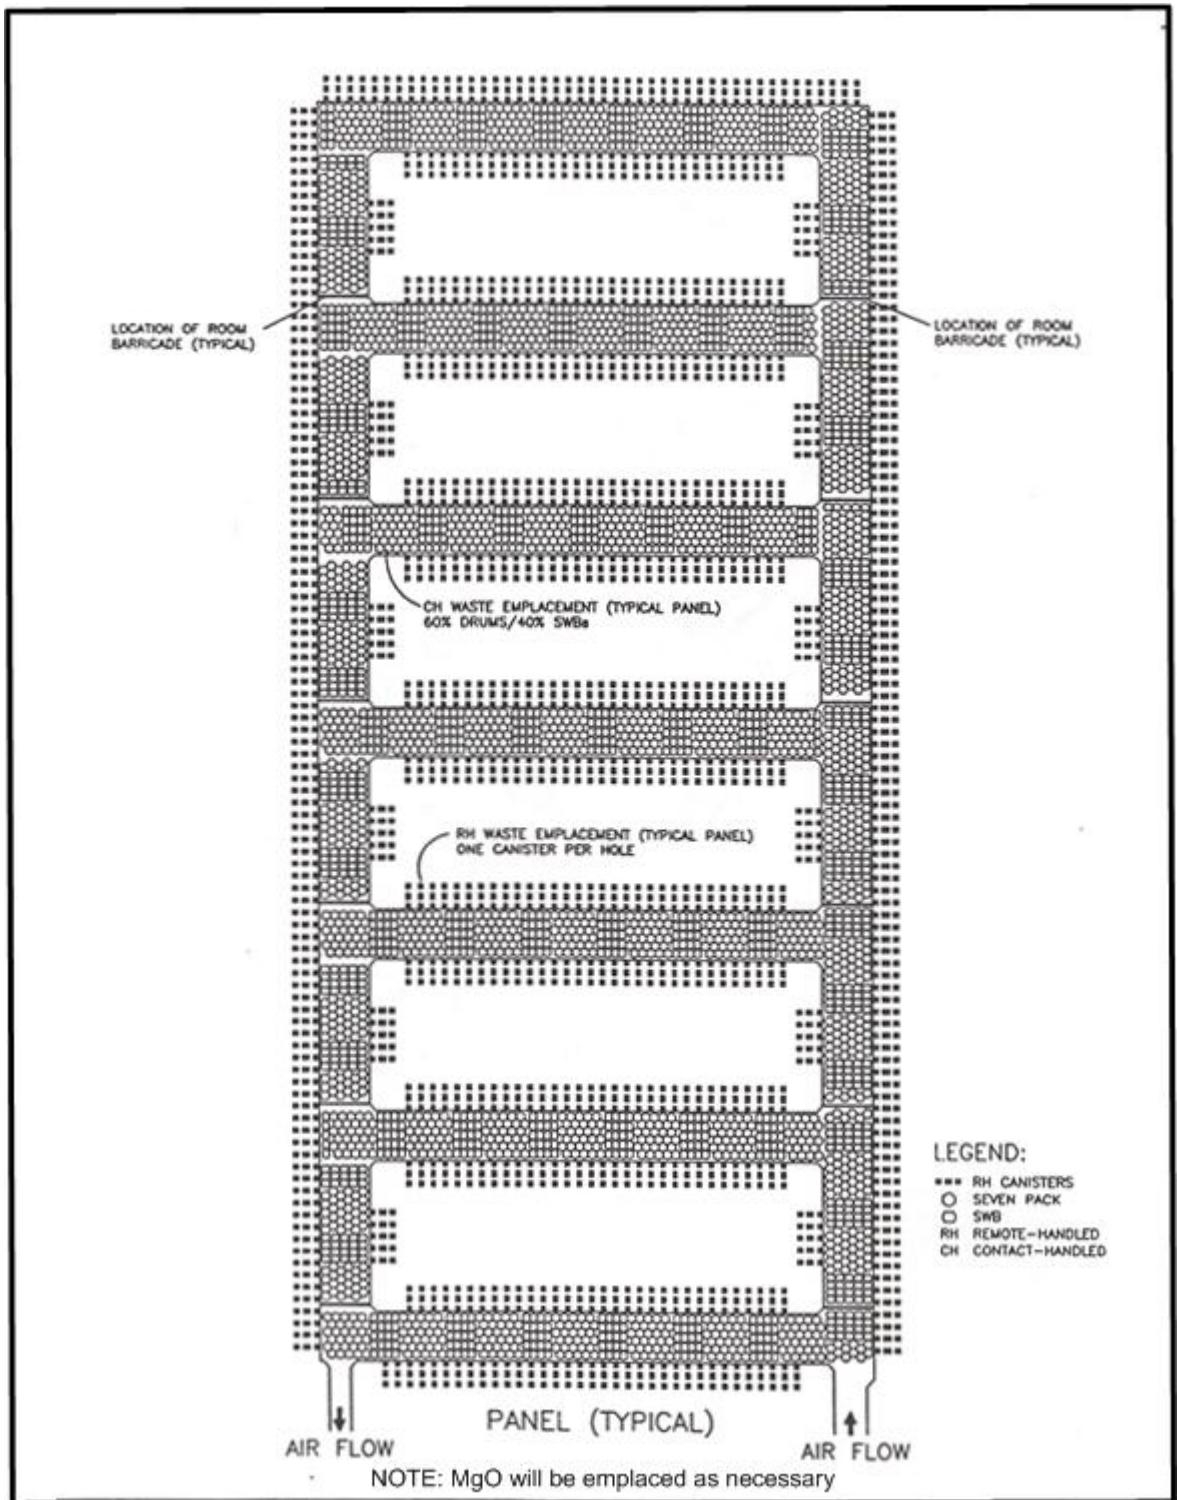 LOCATION OF ROOM
BARRICADE (TYPICAL)
LOCATION OF ROOM
BARRICADE (TYPICAL)
CH WASTE EMPLACEMENT (TYPICAL PANEL)
60% DRUMS/40% SWBs
RH WASTE EMPLACEMENT (TYPICAL PANEL)
ONE CANISTER PER HOLE
LEGEND:
RH CANISTERS
SEVEN PACK
SWB
RH REMOTE-HANDLED
CH CONTACT-HANDLED
PANEL (TYPICAL)
AIR FLOW
AIR FLOW
NOTE: MgO will be emplaced as necessary